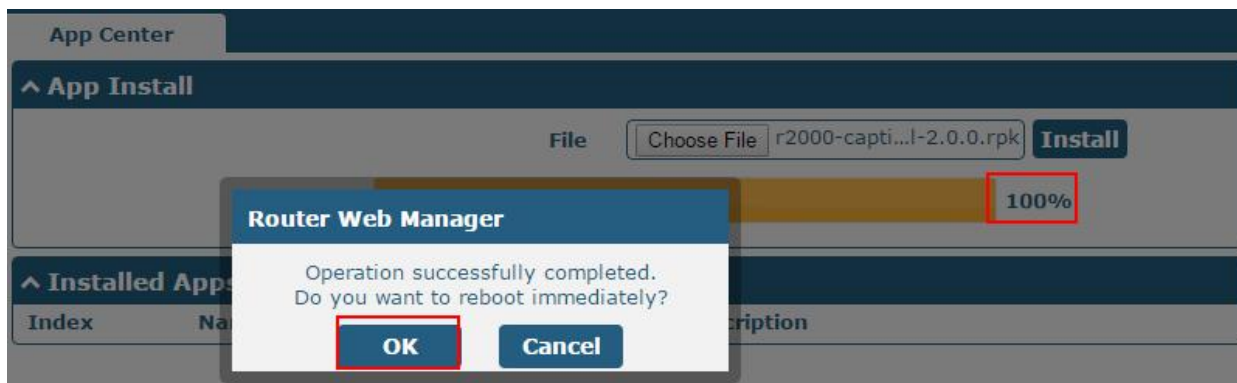 App Center
App Install
File Choose File r2000-capti...l-2.0.0.rpk Install
100%
Router Web Manager
Operation successfully completed.
Do you want to reboot immediately?
OK Cancel
Installed Apps
Index